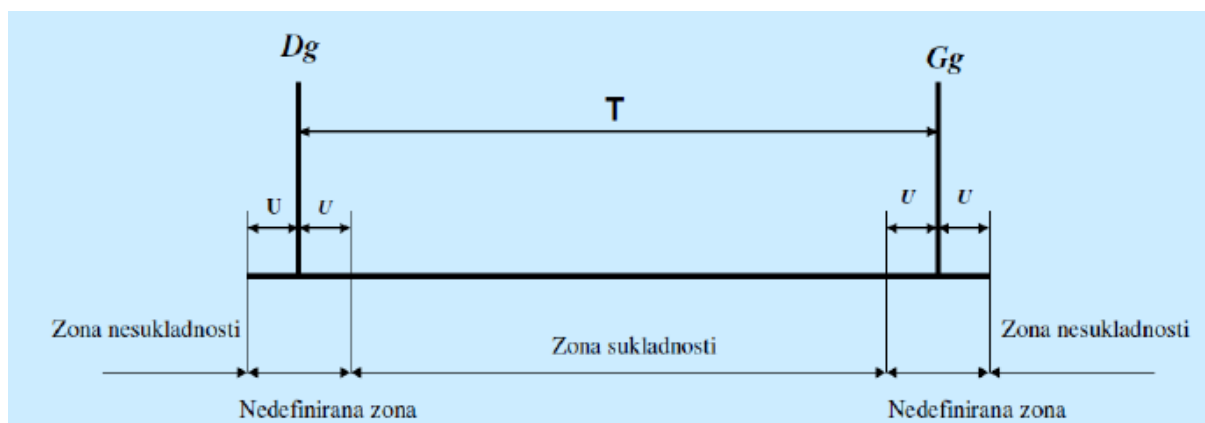 Dg
Gg
T
U U U U
Zona nesukladnosti
Zona sukladnosti
Zona nesukladnosti
Nedefinirana zona
Nedefinirana zona